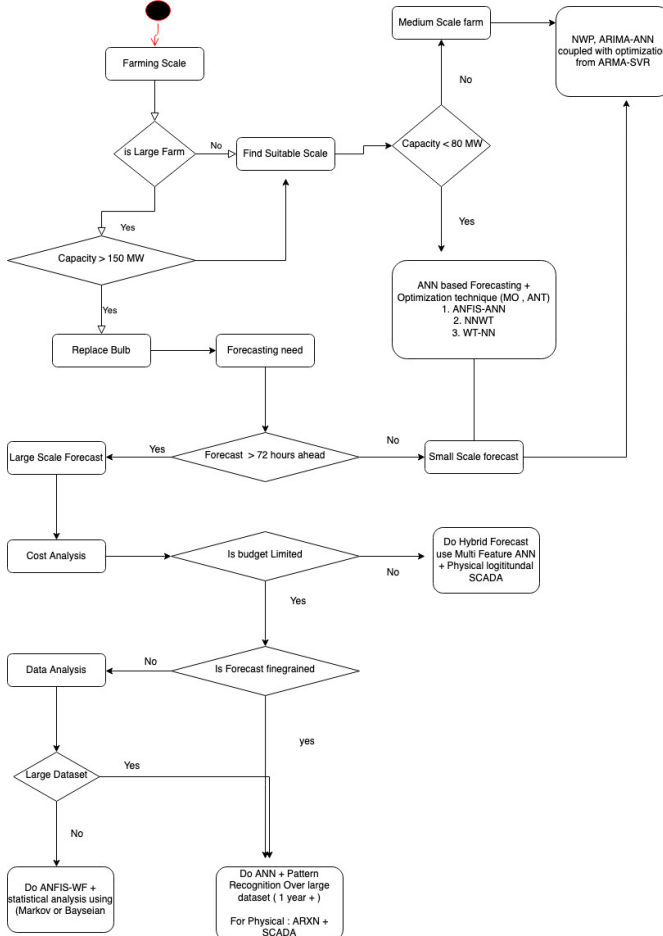 Medium Scale farm
NWP, ARIMA-ANN
coupled with optimizatio
from ARMA-SVR
Farming Scale
No
is Large Farm
No
Find Suitable Scale
Capacity < 80 MW
Yes
Yes
Capacity > 150 MW
ANN based Forecasting +
Optimization technique (MO , ANT)
1. ANFIS-ANN
2. NNWT
3. WT-NN
Yes
Replace Bulb
Forecasting need
Large Scale Forecast
Yes
Forecast > 72 hours ahead
No
Small Scale forecast
Cost Analysis
Is budget Limited
No
Do Hybrid Forecast
use Multi Feature ANN
+ Physical logititundal
SCADA
Yes
Data Analysis
No
Is Forecast finegrained
yes
Large Dataset
Yes
No
Do ANFIS-WF +
statistical analysis using
(Markov or Bayseian
Do ANN + Pattern
Recognition Over large
dataset ( 1 year + )
For Physical : ARXN +
SCADA